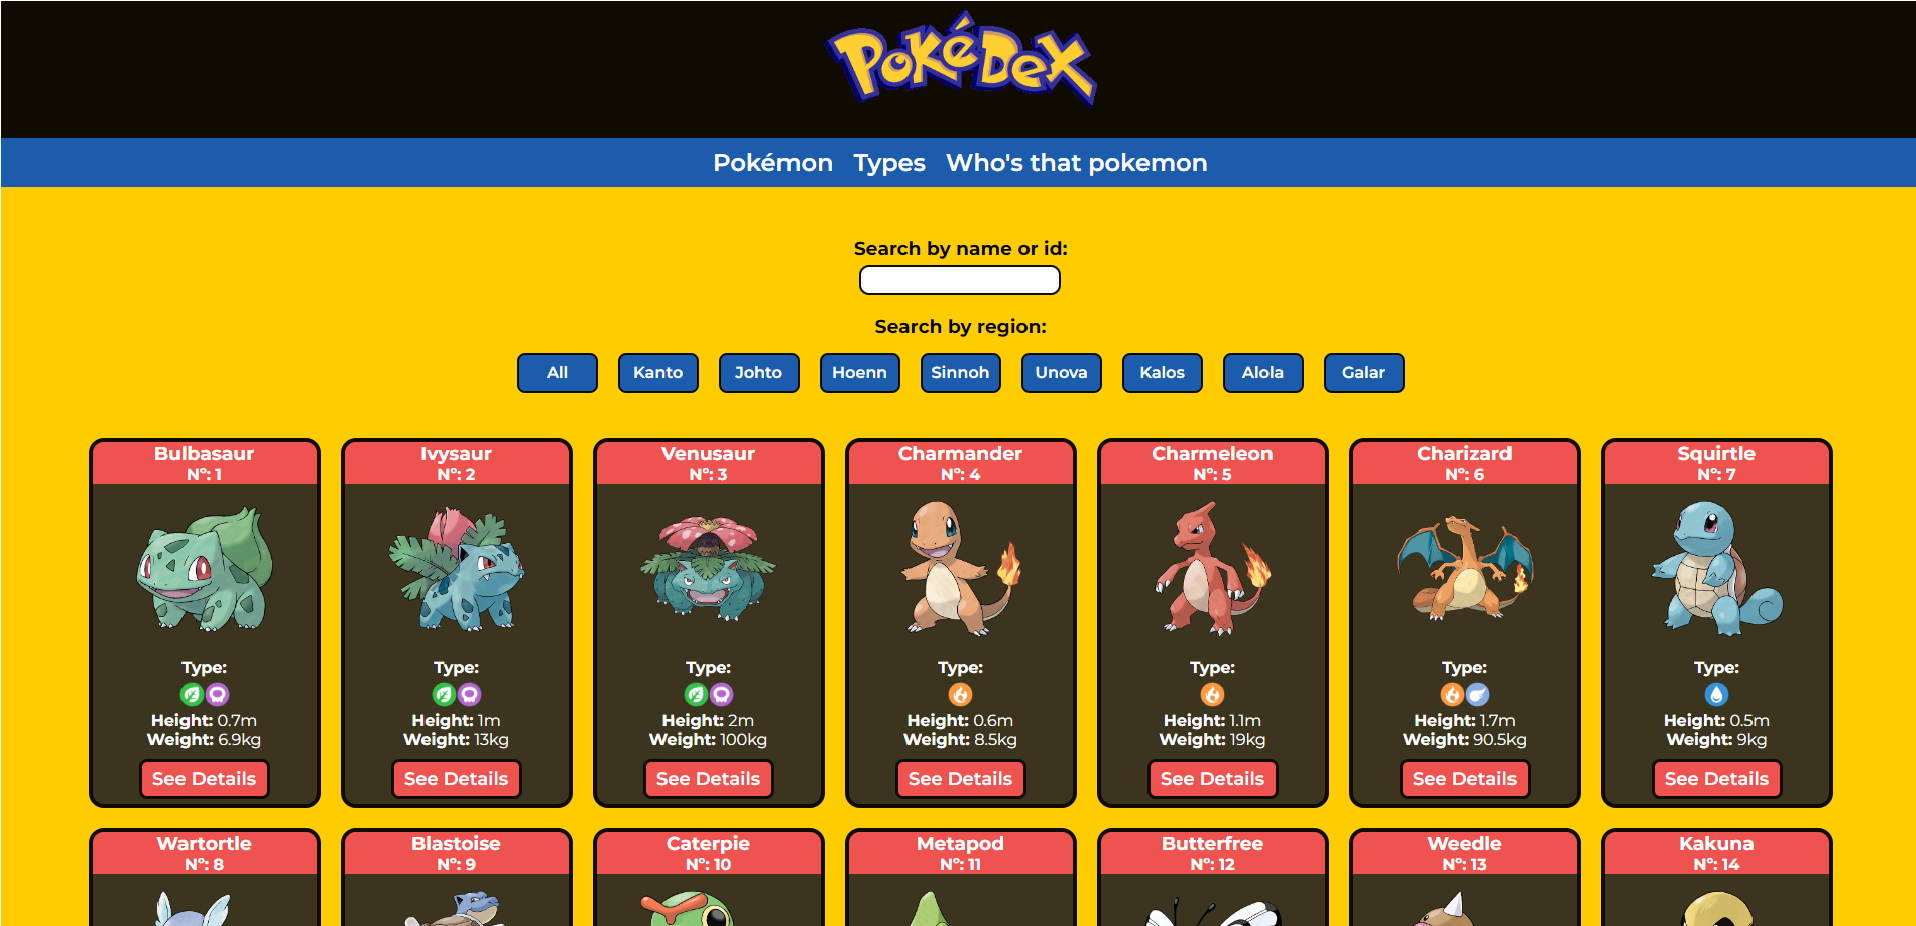 PokéDex
Pokémon Types Who's that pokemon
Search by name or id:
Search by region:
All Kanto Johto Hoenn Sinnoh Unova Kalos Alola Galar
Bulbasaur Ivysaur Venusaur Charmander Charmeleon Charizard Squirtle
Nº: 1 Nº: 2 Nº: 3 Nº: 4 Nº: 5 Nº: 6 Nº: 7
Type: Type: Type: Type: Type: Type: Type:
Height: 0.7m Height: 1m Height: 2m Height: 0.6m Height: 1.1m Height: 1.7m Height: 0.5m
Weight: 6.9kg Weight: 13kg Weight: 100kg Weight: 8.5kg Weight: 19kg Weight: 90.5kg Weight: 9kg
See Details See Details See Details See Details See Details See Details See Details
Wartortle Blastoise Caterpie Metapod Butterfree Weedle Kakuna
Nº: 8 Nº: 9 Nº: 10 Nº: 11 Nº: 12 Nº: 13 Nº: 14